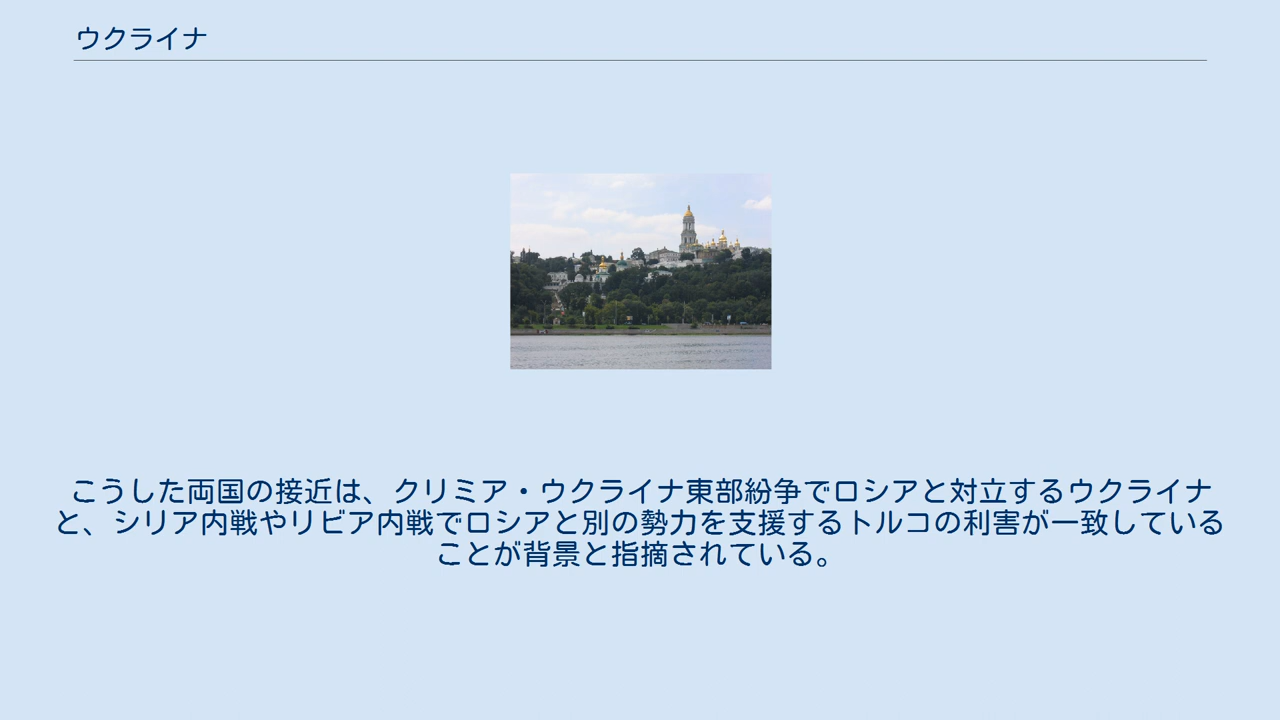 ウクライナ
こうした両国の接近は、クリミア・ウクライナ東部紛争でロシアと対立するウクライナ
と、シリア内戦やリビア内戦でロシアと別の勢力を支援するトルコの利害が一致している
ことが背景と指摘されている。